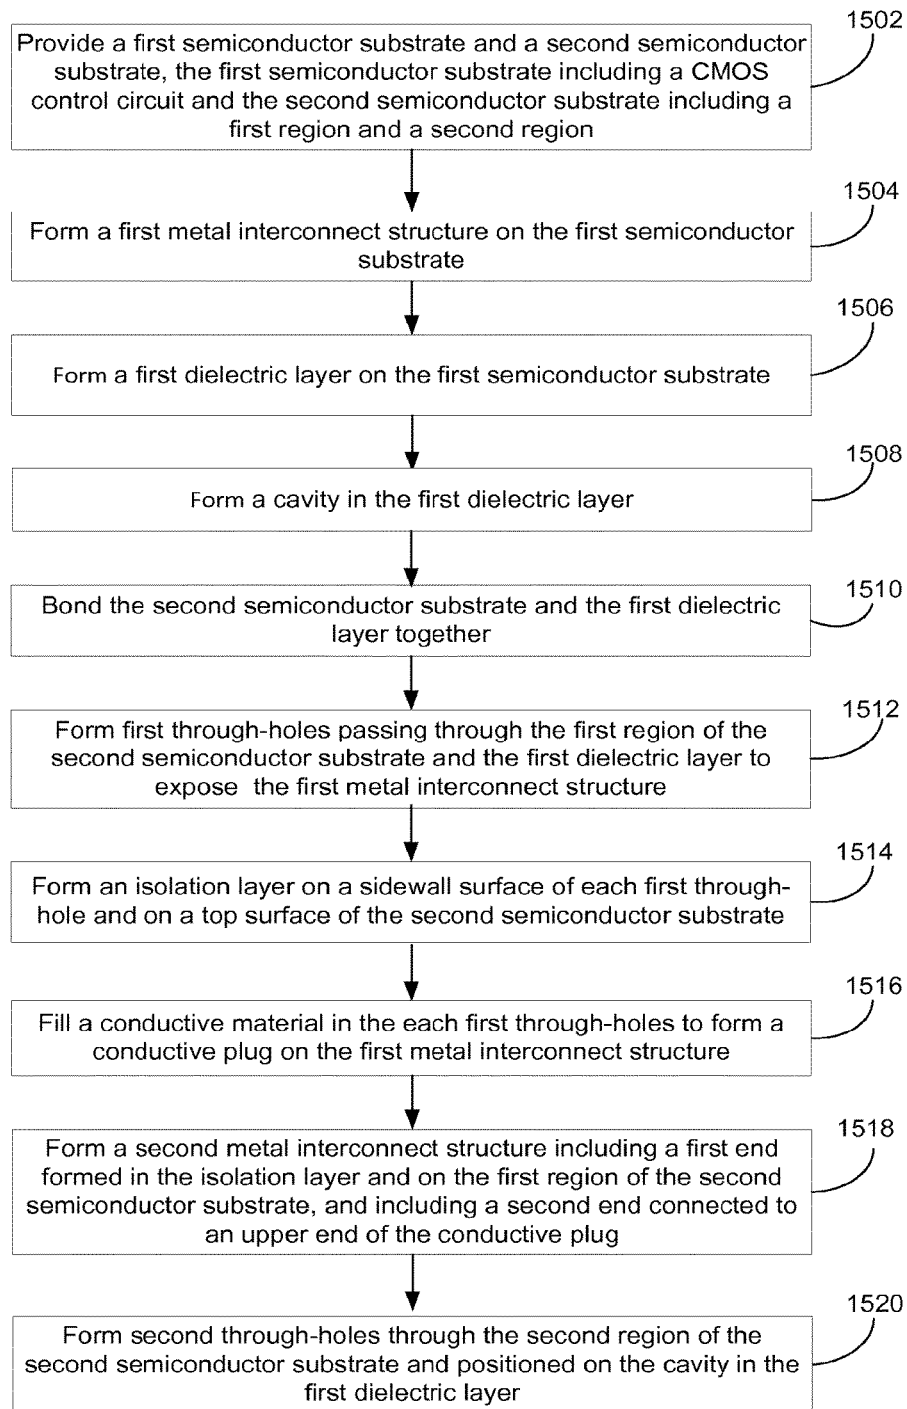 1502
Provide a first semiconductor substrate and a second semiconductor
substrate, the first semiconductor substrate including a CMOS
control circuit and the second semiconductor substrate including a
first region and a second region
1504
Form a first metal interconnect structure on the first semiconductor
substrate
1506
Form a first dielectric layer on the first semiconductor substrate
1508
Form a cavity in the first dielectric layer
1510
Bond the second semiconductor substrate and the first dielectric
layer together
1512
Form first through-holes passing through the first region of the
second semiconductor substrate and the first dielectric layer to
expose the first metal interconnect structure
1514
Form an isolation layer on a sidewall surface of each first through-
hole and on a top surface of the second semiconductor substrate
1516
Fill a conductive material in the each first through-holes to form a
conductive plug on the first metal interconnect structure
1518
Form a second metal interconnect structure including a first end
formed in the isolation layer and on the first region of the second
semiconductor substrate, and including a second end connected to
an upper end of the conductive plug
1520
Form second through-holes through the second region of the
second semiconductor substrate and positioned on the cavity in the
first dielectric layer